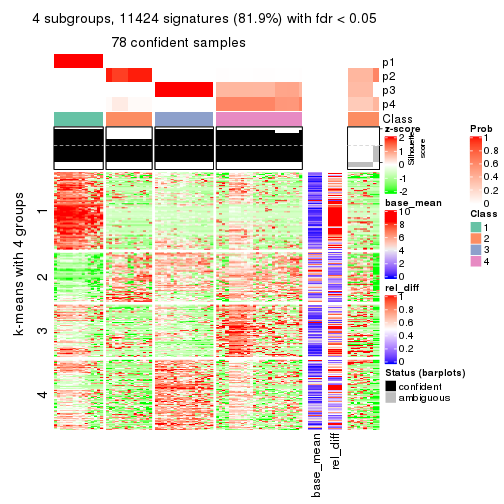 4 subgroups, 11424 signatures (81.9%) with fdr < 0.05
78 confident samples
p1
p2
p3
p4
Class
Silhouette score
k-means with 4 groups
1
2
3
4
base_mean
rel_diff
z-score
2
1
0
-1
-2
base_mean
10
8
6
4
2
0
rel_diff
1
0.8
0.6
0.4
0.2
0
Status (barplots)
confident
ambiguous
Prob
1
0.8
0.6
0.4
0.2
0
Class
1
2
3
4